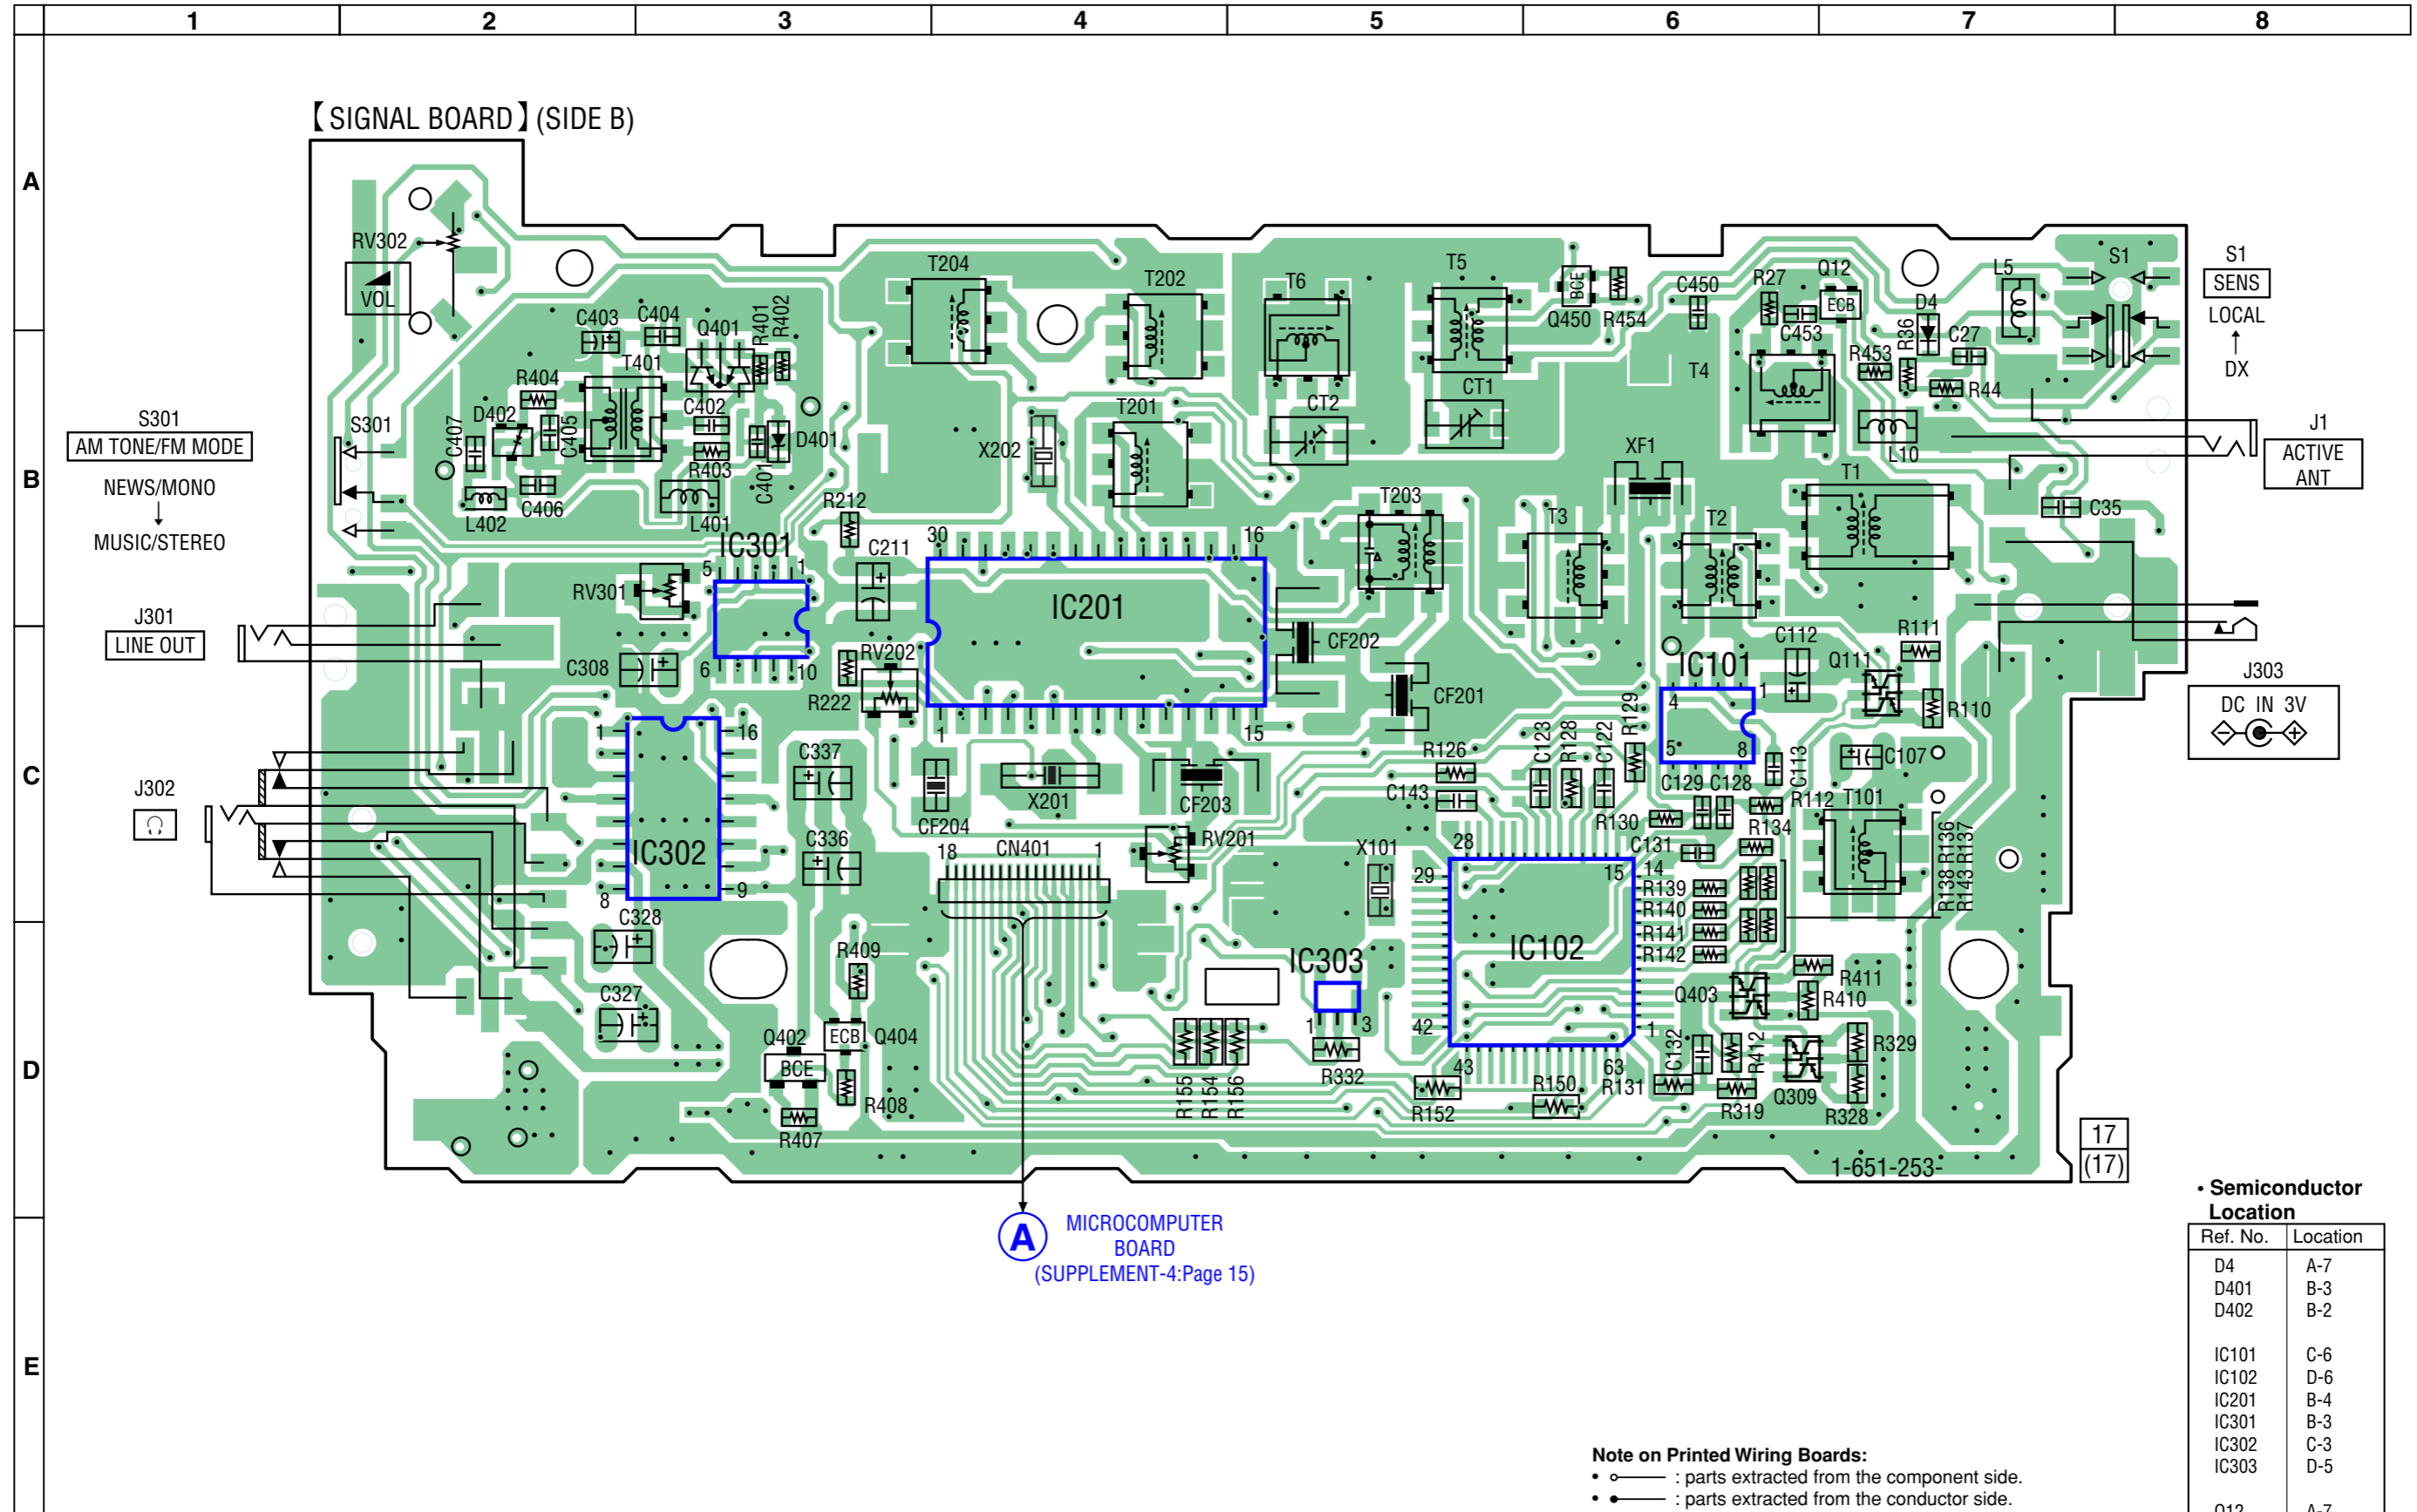 1 2 3 4 5 6 7 8
【SIGNAL BOARD】(SIDE B)
A
RV302
VOL
T204
T202
T6
T5
BCE
Q450
R454
C450
R27
Q12
ECB
C453
D4
R36
C27
L5
S1
S1
SENS
LOCAL
DX
C403
C404
Q401
R401
R402
T401
R404
D402
C407
C405
C402
R403
C401
D401
L402
C406
L401
S301
S301
AM TONE/FM MODE
NEWS/MONO
MUSIC/STEREO
B
X202
T201
CT2
CT1
T4
R453
R44
L10
XF1
T1
J1
ACTIVE
ANT
C35
R212
C211
IC301
5 1
6 10
RV301
30 16
IC201
1 15
T203
T3
T2
J301
LINE OUT
C308
R222
RV202
CF202
CF201
IC101
4 1
5 8
C112
Q111
R111
R110
J303
DC IN 3V
C
1 16
IC302
8 9
C337
C336
CF204
X201
CF203
RV201
R126
C143
C123
R128
C122
R129
C129
C128
C113
C107
R112
T101
R130
R134
C131
J302
18 CN401 1
X101
28
29
15 14
R139
R140
R141
R142
R138 R136
R143 R137
C328
C327
R409
Q402
BCE
ECB
Q404
R408
R407
IC303
1 3
R332
IC102
42
43
63
1
R155
R154
R156
R152
R150
R131
C132
R412
R319
Q403
R411
R410
Q309
R329
R328
D
1-651-253-
17
(17)
A
MICROCOMPUTER
BOARD
(SUPPLEMENT-4:Page 15)
E
• Semiconductor
Location
Ref. No. Location
D4 A-7
D401 B-3
D402 B-2
IC101 C-6
IC102 D-6
IC201 B-4
IC301 B-3
IC302 C-3
IC303 D-5
Q12 A-7
Note on Printed Wiring Boards:
• : parts extracted from the component side.
• : parts extracted from the conductor side.